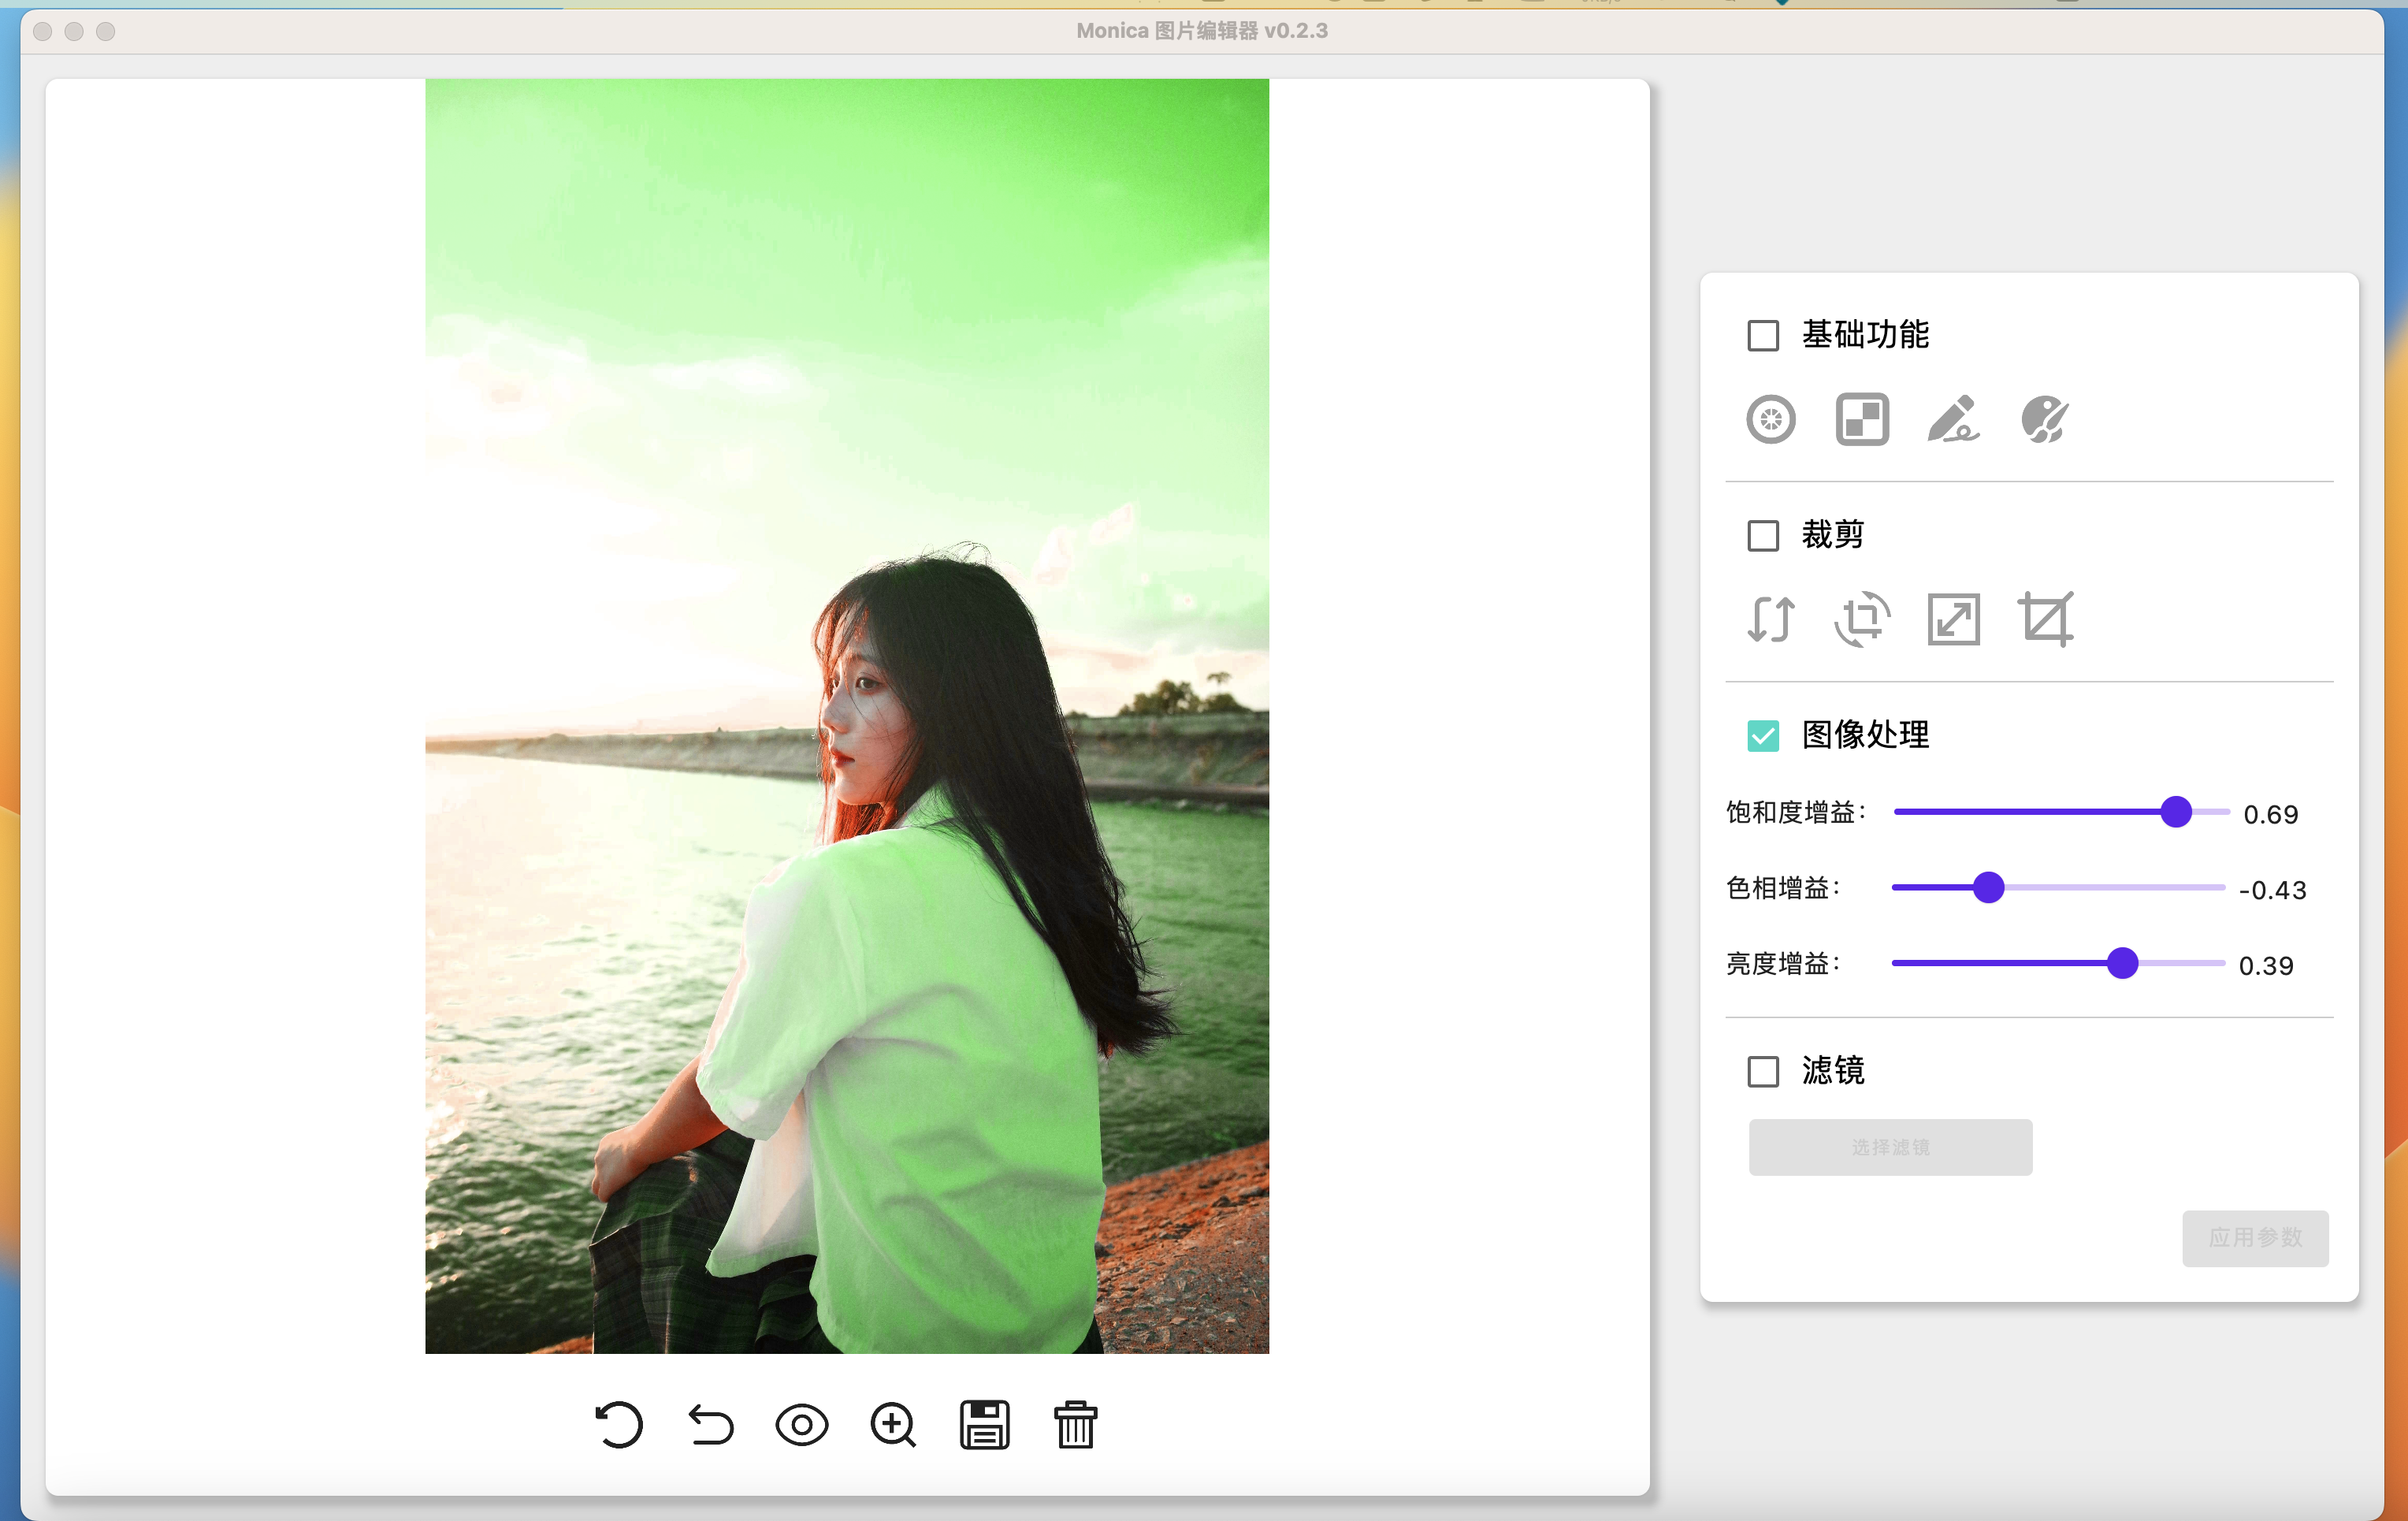 Monica 图片编辑器 v0.2.3
基础功能
裁剪
图像处理
饱和度增益： 0.69
色相增益： -0.43
亮度增益： 0.39
滤镜
选择滤镜
应用参数